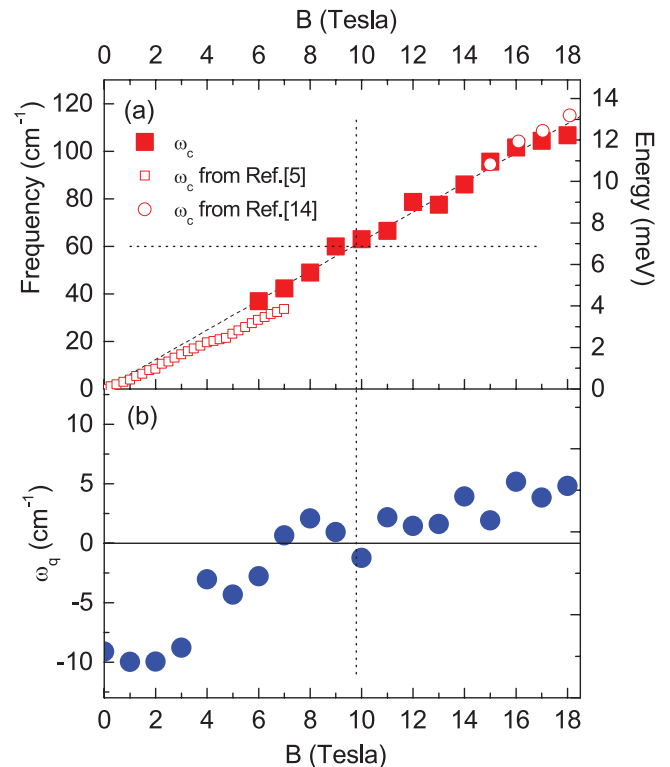 B (Tesla)
0 2 4 6 8 10 12 14 16 18
(a)
ω_c
ω_c from Ref.[5]
ω_c from Ref.[14]
Frequency (cm⁻¹)
120
100
80
60
40
20
0
Energy (meV)
14
12
10
8
6
4
2
0
(b)
ω_q (cm⁻¹)
10
5
0
-5
-10
0 2 4 6 8 10 12 14 16 18
B (Tesla)